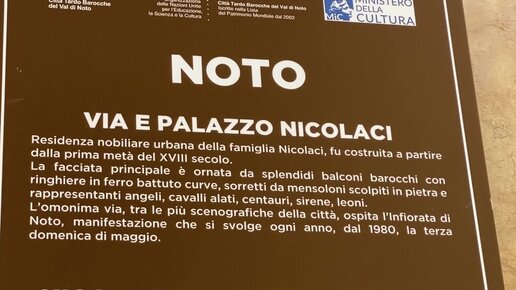 Città Tardo Barocche
del Val di Noto
delle Nazioni Unite
per l'Educazione,
la Scienza e la Cultura
Città Tardo Barocche del Val di Noto
Iscritte nella Lista
del Patrimonio Mondiale dal 2002
MiC
MINISTERO
DELLA
CULTURA
NOTO
VIA E PALAZZO NICOLACI
Residenza nobiliare urbana della famiglia Nicolaci, fu costruita a partire
dalla prima metà del XVIII secolo.
La facciata principale è ornata da splendidi balconi barocchi con
ringhiere in ferro battuto curve, sorretti da mensoloni scolpiti in pietra e
rappresentanti angeli, cavalli alati, centauri, sirene, leoni.
L'omonima via, tra le più scenografiche della città, ospita l'Infiorata di
Noto, manifestazione che si svolge ogni anno, dal 1980, la terza
domenica di maggio.